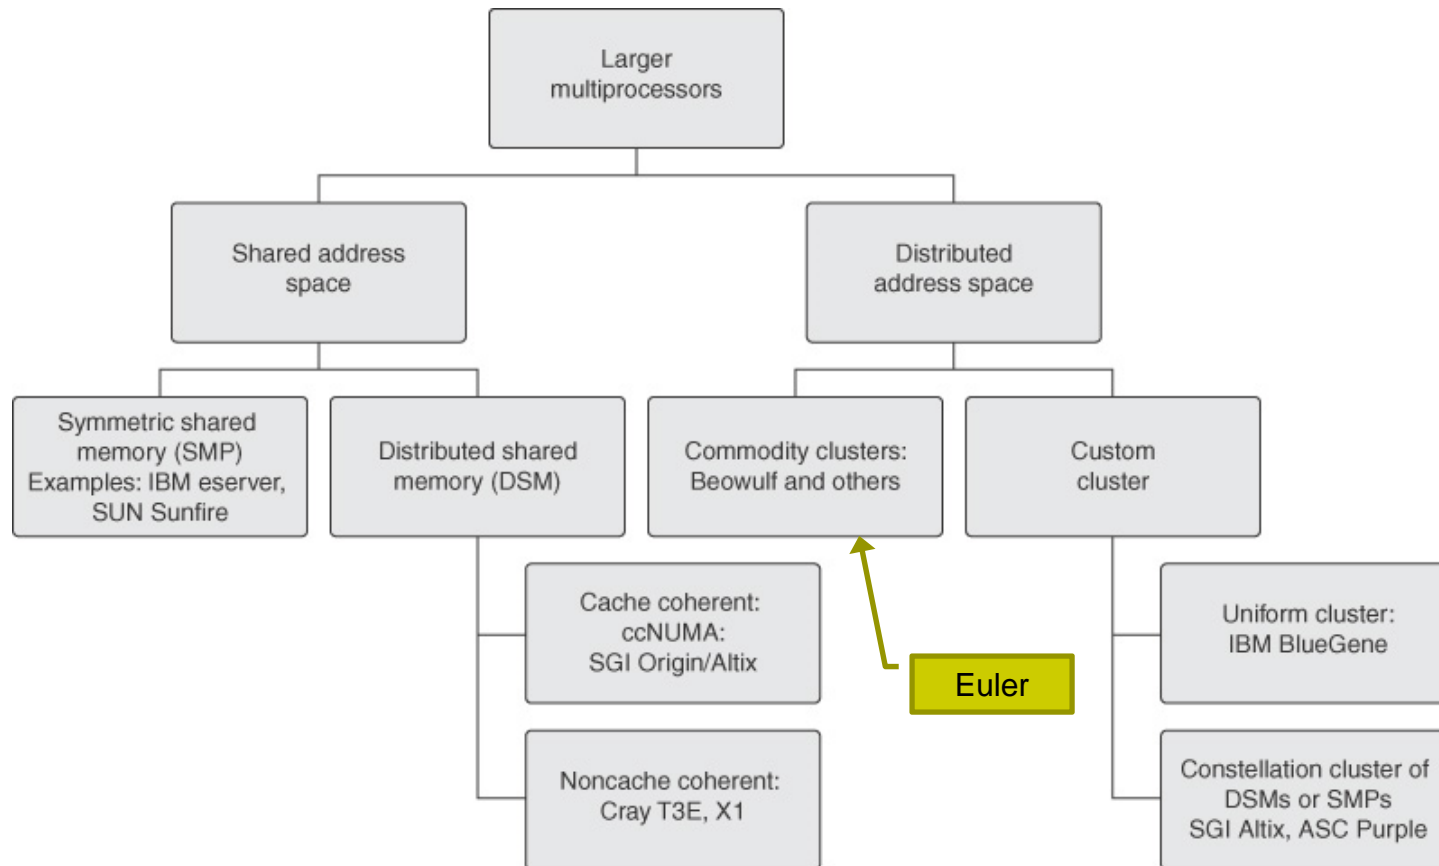 Larger
multiprocessors
Shared address
space
Distributed
address space
Symmetric shared
memory (SMP)
Examples: IBM eserver,
SUN Sunfire
Distributed shared
memory (DSM)
Commodity clusters:
Beowulf and others
Custom
cluster
Cache coherent:
ccNUMA:
SGI Origin/Altix
Euler
Uniform cluster:
IBM BlueGene
Noncache coherent:
Cray T3E, X1
Constellation cluster of
DSMs or SMPs
SGI Altix, ASC Purple